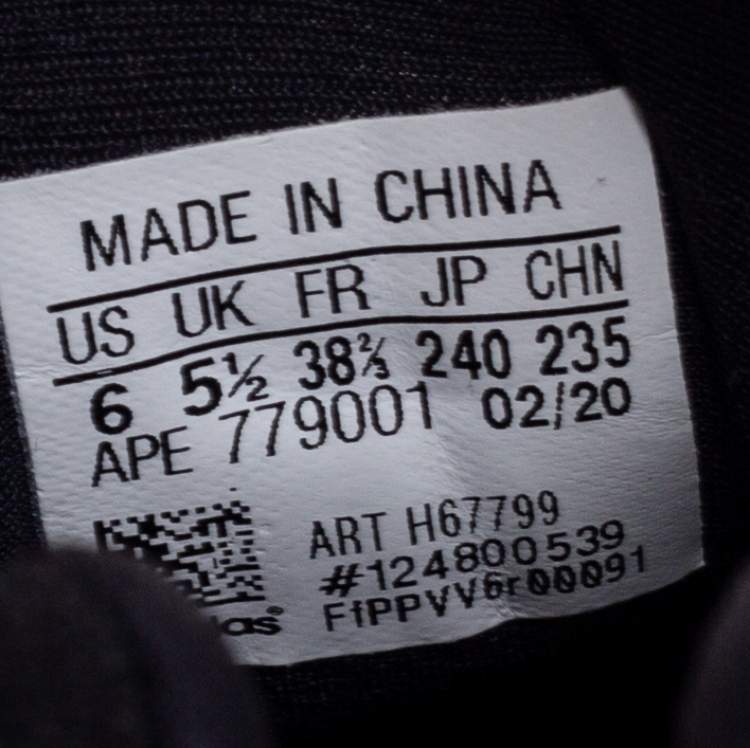 MADE IN CHINA
US UK FR JP CHN
6 5½ 38⅔ 240 235
APE 779001 02/20
ART H67799
#124800539
FfPPVV6r00091